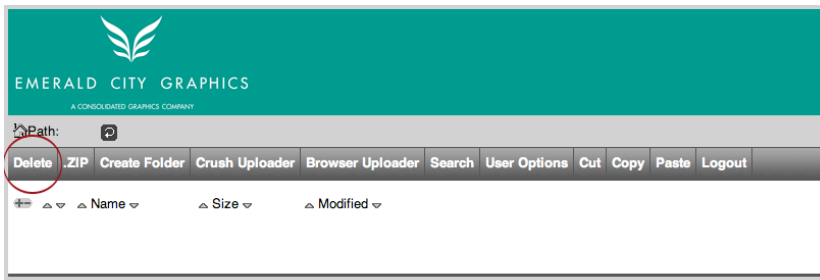 EMERALD CITY GRAPHICS
A CONSOLIDATED GRAPHICS COMPANY
Path:
Delete .ZIP Create Folder Crush Uploader Browser Uploader Search User Options Cut Copy Paste Logout
Name Size Modified